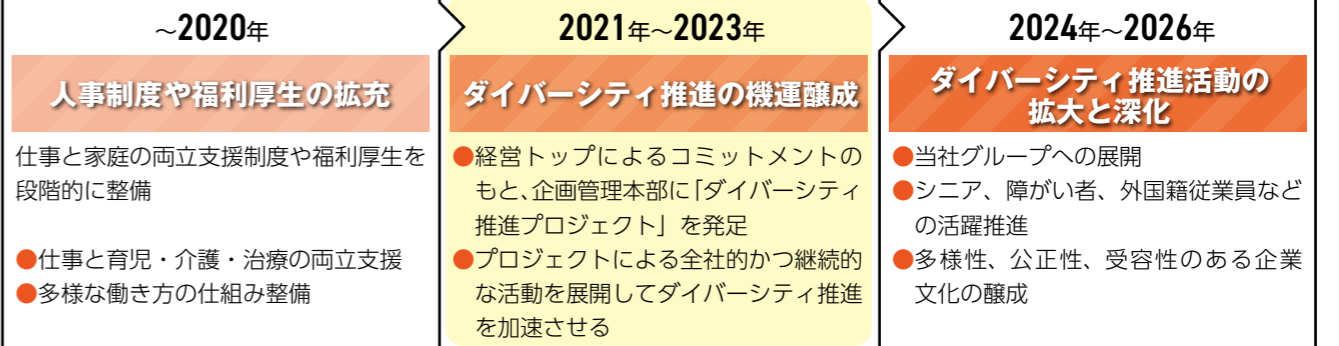 ～2020年
人事制度や福利厚生の拡充
仕事と家庭の両立支援制度や福利厚生を
段階的に整備
●仕事と育児・介護・治療の両立支援
●多様な働き方の仕組み整備
2021年～2023年
ダイバーシティ推進の機運醸成
●経営トップによるコミットメントの
もと、企画管理本部に「ダイバーシティ
推進プロジェクト」を発足
●プロジェクトによる全社的かつ継続的
な活動を展開してダイバーシティ推進
を加速させる
2024年～2026年
ダイバーシティ推進活動の
拡大と深化
●当社グループへの展開
●シニア、障がい者、外国籍従業員など
の活躍推進
●多様性、公正性、受容性のある企業
文化の醸成